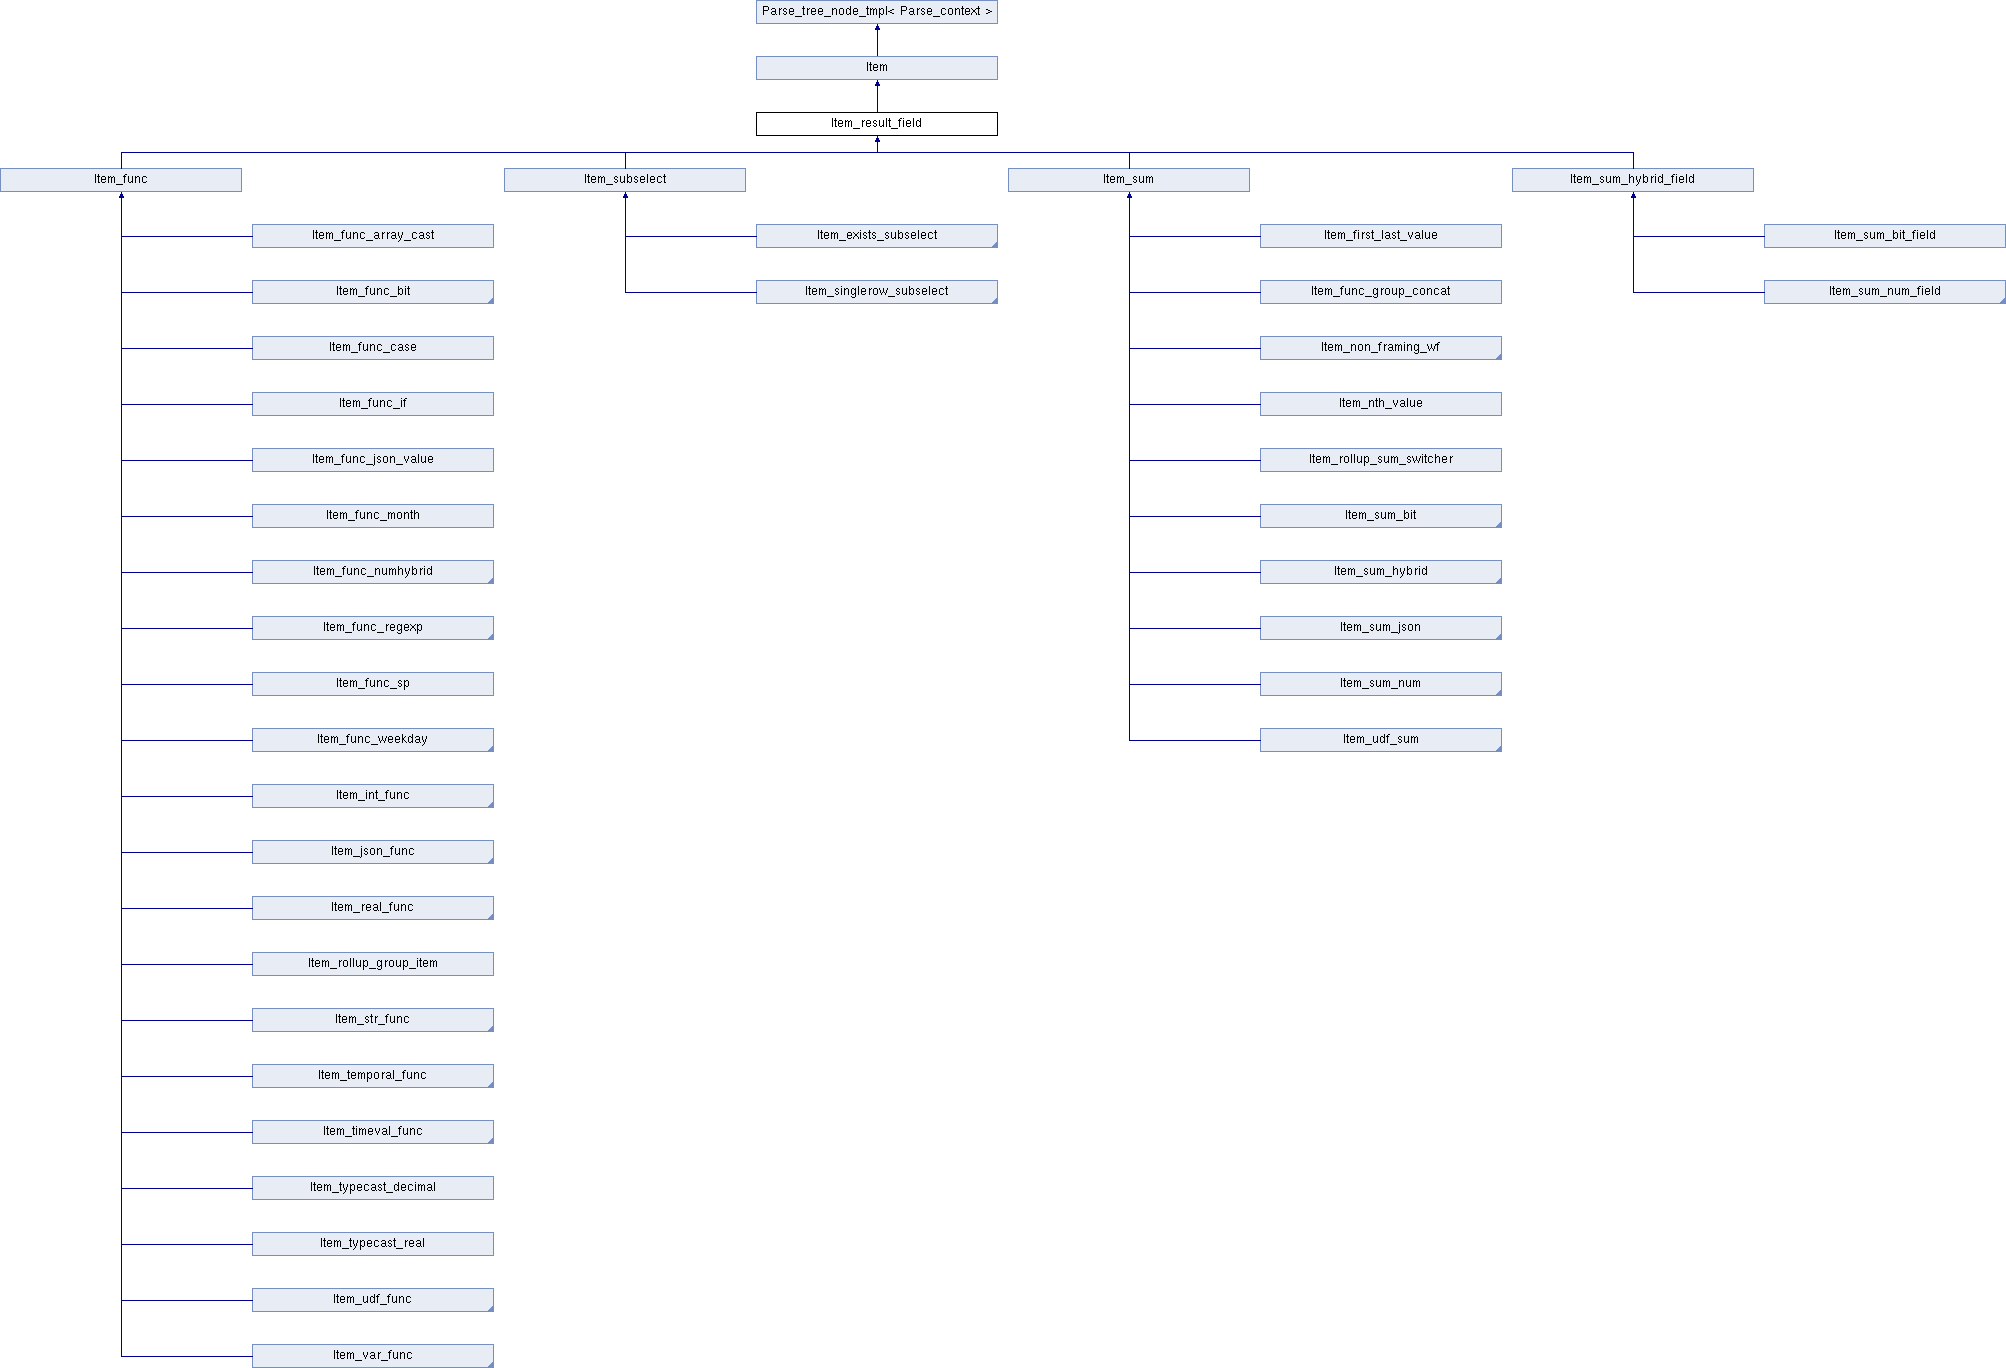 Parse_tree_node_tmpl< Parse_context >
Item
Item_result_field
Item_func
Item_subselect
Item_sum
Item_sum_hybrid_field
Item_func_array_cast
Item_exists_subselect
Item_first_last_value
Item_sum_bit_field
Item_func_bit
Item_singlerow_subselect
Item_func_group_concat
Item_sum_num_field
Item_func_case
Item_non_framing_wf
Item_func_if
Item_nth_value
Item_func_json_value
Item_rollup_sum_switcher
Item_func_month
Item_sum_bit
Item_func_numhybrid
Item_sum_hybrid
Item_func_regexp
Item_sum_json
Item_func_sp
Item_sum_num
Item_func_weekday
Item_udf_sum
Item_int_func
Item_json_func
Item_real_func
Item_rollup_group_item
Item_str_func
Item_temporal_func
Item_timeval_func
Item_typecast_decimal
Item_typecast_real
Item_udf_func
Item_var_func